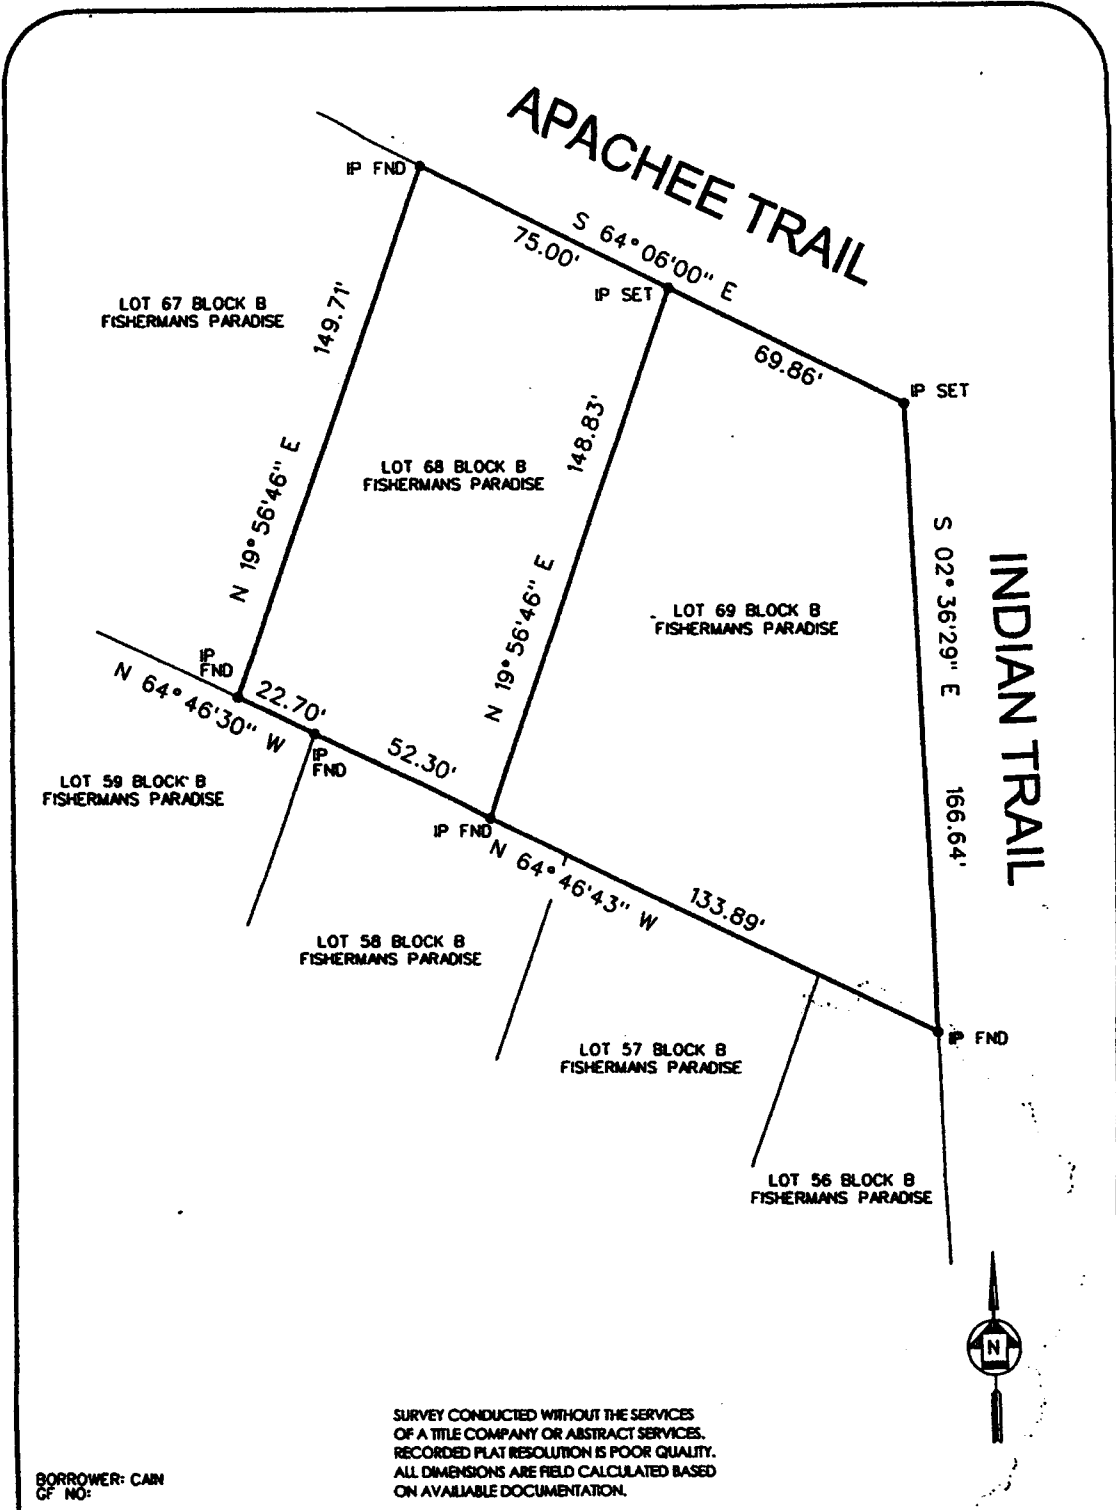 APACHEE TRAIL
IP FND
S 64°06'00" E
75.00'
IP SET
69.86'
IP SET
LOT 67 BLOCK B
FISHERMANS PARADISE
149.71'
N 19°56'46" E
LOT 68 BLOCK B
FISHERMANS PARADISE
148.83'
N 19°56'46" E
LOT 69 BLOCK B
FISHERMANS PARADISE
S 02°36'29" E 166.64'
INDIAN TRAIL
IP
FND
N 64°46'30" W
22.70'
IP
FND
52.30'
LOT 59 BLOCK B
FISHERMANS PARADISE
IP FND
N 64°46'43" W
133.89'
LOT 58 BLOCK B
FISHERMANS PARADISE
IP FND
LOT 57 BLOCK B
FISHERMANS PARADISE
LOT 56 BLOCK B
FISHERMANS PARADISE
N
SURVEY CONDUCTED WITHOUT THE SERVICES
OF A TITLE COMPANY OR ABSTRACT SERVICES.
RECORDED PLAT RESOLUTION IS POOR QUALITY.
ALL DIMENSIONS ARE FIELD CALCULATED BASED
ON AVAILIABLE DOCUMENTATION.
BORROWER: CAIN
GF NO: